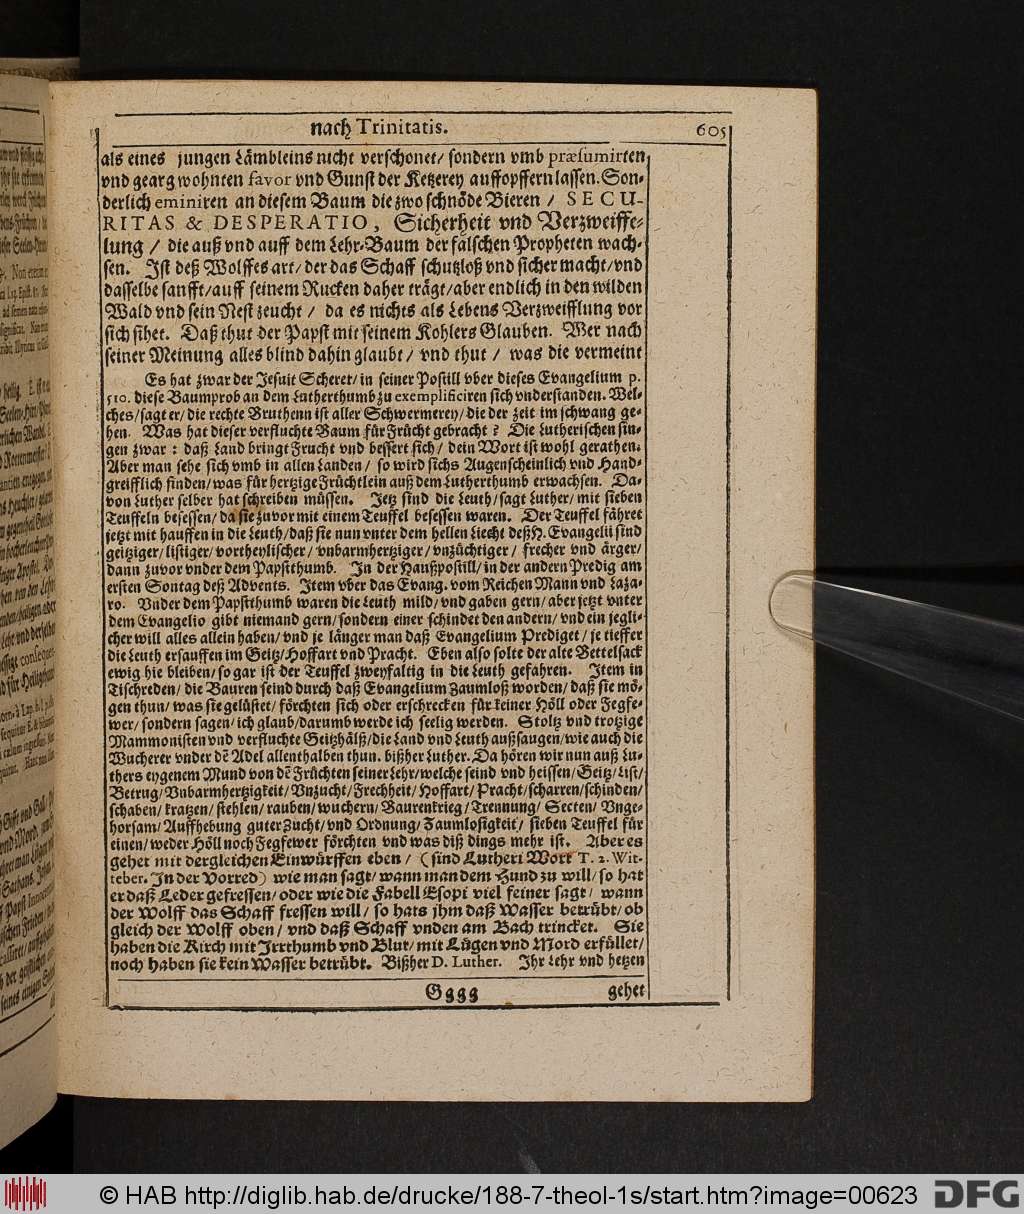 nach Trinitatis. 605
als eines jungen Lämbleins nicht verschonet/ sondern vmb præsumirten
vnd geargwohnten favor vnd Gunst der Ketzerey auffopffern lassen. Son-
derlich eminiren an diesem Baum die zwo schnöde Bieren / SECU-
RITAS & DESPERATIO, Sicherheit vnd Verzweiffe-
lung / die auß vnd auff dem Lehr-Baum der falschen Propheten wach-
sen. Ist deß Wolffes art/ der das Schaff schutzloß vnd sicher macht/ vnd
dasselbe sanfft/ auff seinem Rucken daher trägt/ aber endlich in den wilden
Wald vnd sein Nest zeucht / da es nichts als Lebens Verzweifflung vor
sich sihet. Daß thut der Papst mit seinem Kohlers Glauben. Wer nach
seiner Meinung alles blind dahin glaubt/ vnd thut / was die vermeint
Es hat zwar der Jesuit Scheret/ in seiner Postill vber dieses Evangelium p.
510. diese Baumprob an dem Lutherthumb zu exemplificiren sich vnderstanden. Wel-
ches/ sagt er/ die rechte Bruthenn ist aller Schwermerey/ die der zeit im schwang ge-
hen. Was hat dieser verfluchte Baum für Frücht gebracht? Die Lutherischen sin-
gen zwar: daß Land bringt Frucht vnd bessert sich/ dein Wort ist wohl gerathen.
Aber man sehe sich vmb in allen Landen/ so wird sichs Augenscheinlich vnd Hand-
greifflich finden/ was für hertzige Früchtlein auß dem Lutherthumb erwachsen. Da-
von Luther selber hat schreiben müssen. Jetz sind die Leuth/ sagt Luther/ mit sieben
Teuffeln besessen/ da sie zuvor mit einem Teuffel besessen waren. Der Teuffel fähret
jetzt mit hauffen in die Leuth/ daß sie nun vnter dem hellen Liecht deß H. Evangelii sind
geitziger/ listiger/ vortheylischer/ vnbarmhertziger/ vnzüchtiger/ frecher vnd ärger/
dann zuvor vnder dem Papstthumb. In der Haußpostill/ in der andern Predig am
ersten Sontag deß Advents. Item vber das Evang. vom Reichen Mann vnd Laza-
ro. Vnder dem Papstthumb waren die Leuth mild/ vnd gaben gern/ aber jetzt vnter
dem Evangelio gibt niemand gern/ sondern einer schindet den andern/ vnd ein jegli-
cher will alles allein haben/ vnd je länger man daß Evangelium Prediget/ je tieffer
die Leuth ersauffen im Geitz/ Hoffart vnd Pracht. Eben also solte der alte Bettelsack
ewig hie bleiben/ so gar ist der Teuffel zweyfaltig in die Leuth gefahren. Item in
Tischreden/ die Bauren seind durch daß Evangelium Zaumloß worden/ daß sie mö-
gen thun/ was sie gelüstet/ förchten sich oder erschrecken für keiner Höll oder Fegfe-
wer/ sondern sagen/ ich glaub/ darumb werde ich seelig werden. Stoltz vnd trotzige
Mammonisten vnd verfluchte Geitzhälß/ die Land vnd Leuth außsaugen/ wie auch die
Wucherer vnder dē Adel allenthalben thun. bißher Luther. Da hören wir nun auß Lu-
thers eygenem Mund von dē Früchten seiner Lehr/ welche seind vnd heissen/ Geitz/ List/
Betrug/ Vnbarmhertzigkeit/ Vnzucht/ Frechheit/ Hoffart/ Pracht/ scharren/ schinden/
schaben/ kratzen/ stehlen/ rauben/ wuchern/ Baurenkrieg/ Trennung/ Secten/ Vnge-
horsam/ Auffhebung guter Zucht/ vnd Ordnung/ Zaumlosigkeit/ sieben Teuffel für
einen/ weder Höll noch Fegfewer förchten vnd was diß dings mehr ist. Aber es
gehet mit dergleichen Einwürffen eben/ (sind Lutheri Wort T. 2. Wit-
teber. In der Vorred) wie man sagt/ wann man dem Hund zu will/ so hat
er daß Leder gefressen/ oder wie die Fabell Esopi viel feiner sagt/ wann
der Wolff das Schaff fressen will/ so hats jhm daß Wasser betrübt/ ob
gleich der Wolff oben/ vnd daß Schaff vnden am Bach trincket. Sie
haben die Kirch mit Irrthumb vnd Blut/ mit Lügen vnd Mord erfüllet/
noch haben sie kein Wasser betrübt. Bißher D. Luther. Ihr Lehr vnd hetzen
Gggg gehet
© HAB http://diglib.hab.de/drucke/188-7-theol-1s/start.htm?image=00623 DFG